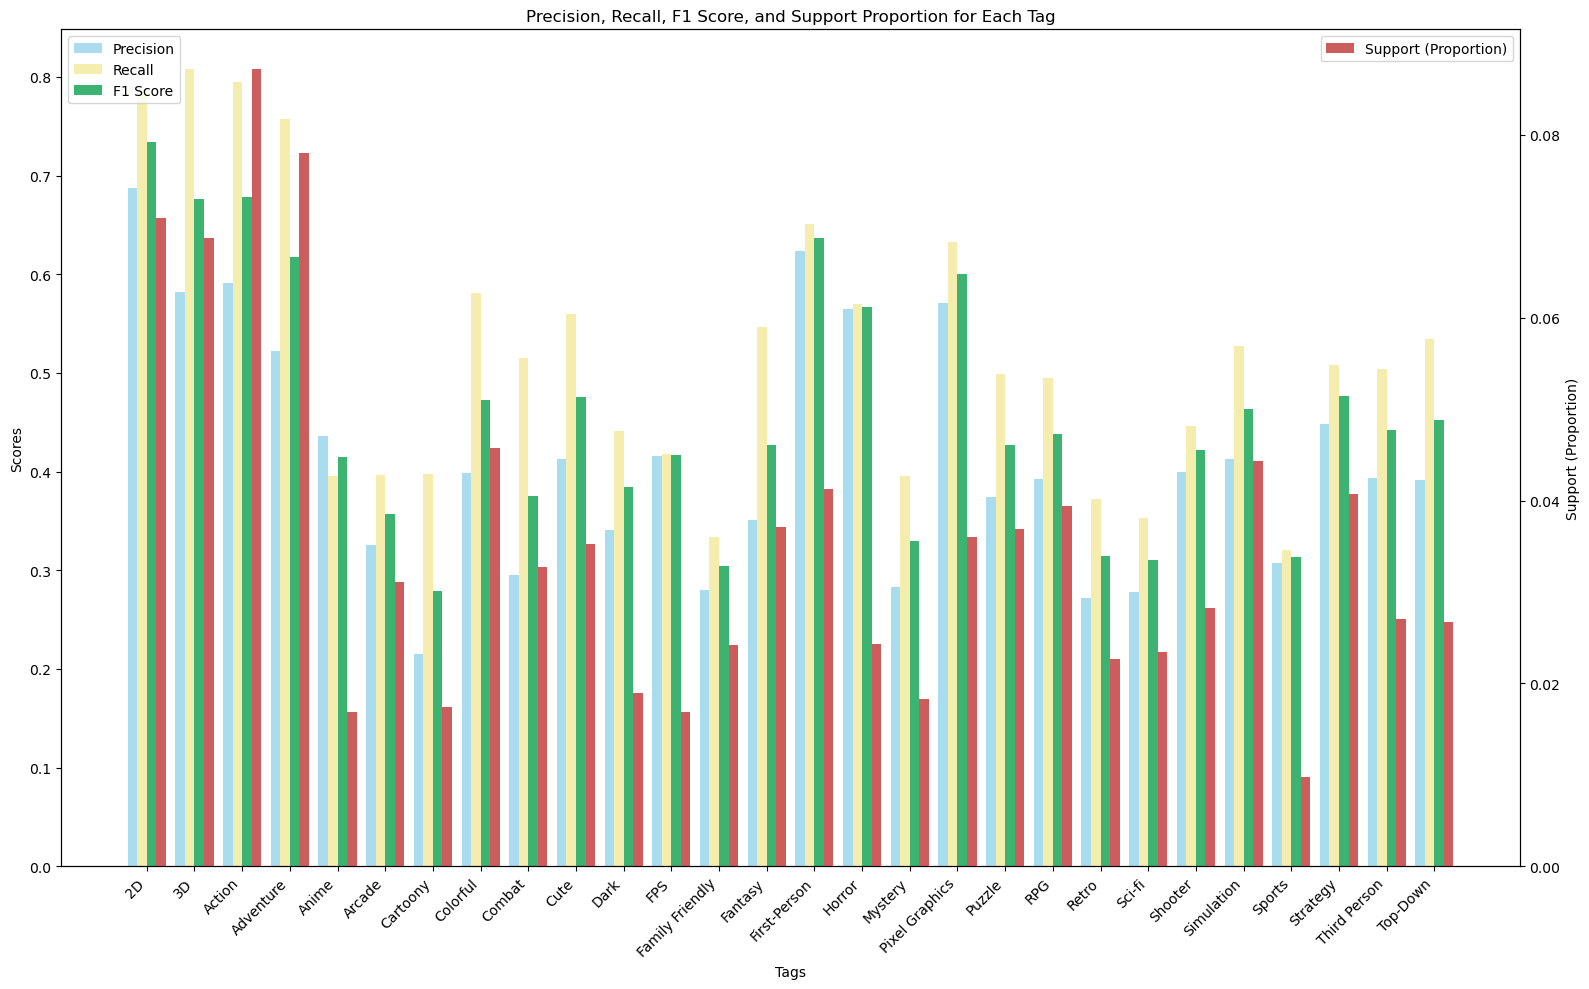 Precision, Recall, F1 Score, and Support Proportion for Each Tag
Precision
Recall
F1 Score
Support (Proportion)
Scores
0.8
0.7
0.6
0.5
0.4
0.3
0.2
0.1
0.0
Support (Proportion)
0.08
0.06
0.04
0.02
0.00
2D
3D
Action
Adventure
Anime
Arcade
Cartoony
Colorful
Combat
Cute
Dark
FPS
Family Friendly
Fantasy
First-Person
Horror
Mystery
Pixel Graphics
Puzzle
RPG
Retro
Sci-fi
Shooter
Simulation
Sports
Strategy
Third Person
Top-Down
Tags